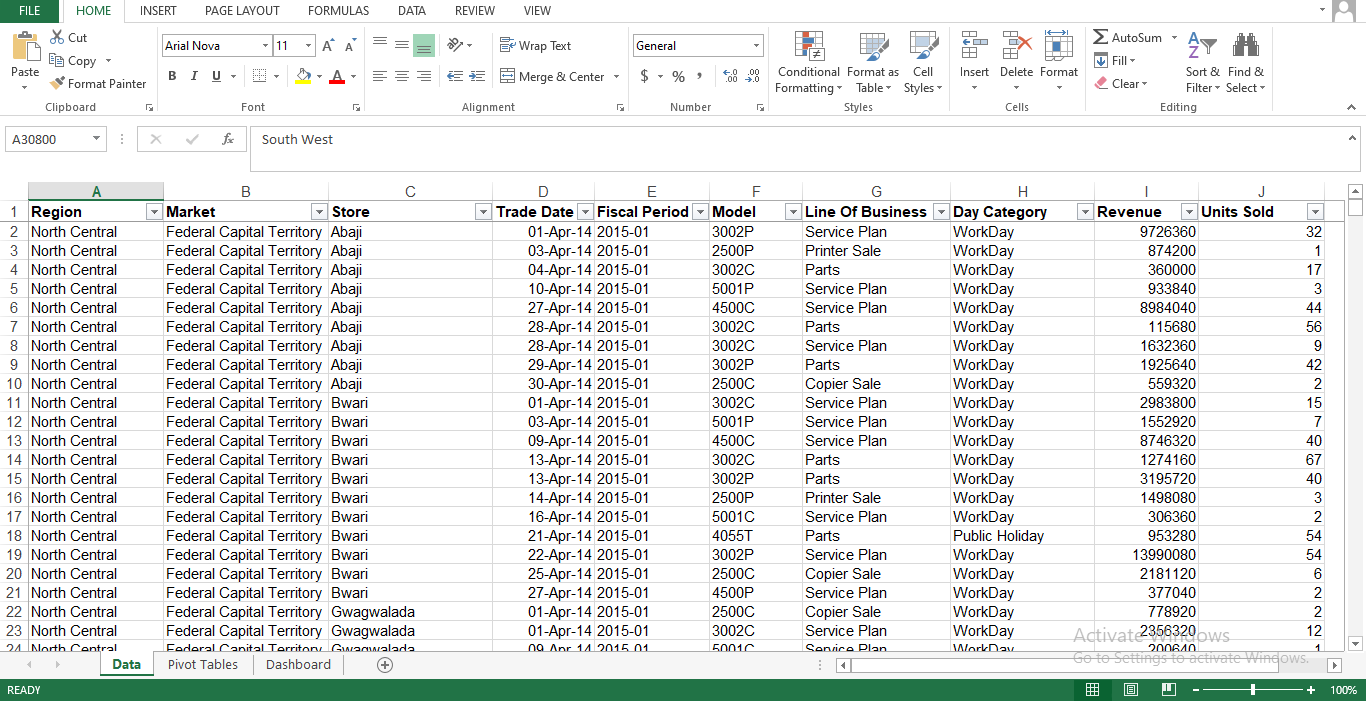 FILE HOME INSERT PAGE LAYOUT FORMULAS DATA REVIEW VIEW
Paste Cut Copy Format Painter Clipboard
Arial Nova 11 A A B I U A Font
Wrap Text Merge & Center Alignment
General $ % , Number
Conditional Formatting Format as Table Cell Styles Styles
Insert Delete Format Cells
AutoSum Fill Clear Sort & Filter Find & Select Editing
A30800 fx South West
A B C D E F G H I J
1 Region Market Store Trade Date Fiscal Period Model Line Of Business Day Category Revenue Units Sold
2 North Central Federal Capital Territory Abaji 01-Apr-14 2015-01 3002P Service Plan WorkDay 9726360 32
3 North Central Federal Capital Territory Abaji 03-Apr-14 2015-01 2500P Printer Sale WorkDay 874200 1
4 North Central Federal Capital Territory Abaji 04-Apr-14 2015-01 3002C Parts WorkDay 360000 17
5 North Central Federal Capital Territory Abaji 10-Apr-14 2015-01 5001P Service Plan WorkDay 933840 3
6 North Central Federal Capital Territory Abaji 27-Apr-14 2015-01 4500C Service Plan WorkDay 8984040 44
7 North Central Federal Capital Territory Abaji 28-Apr-14 2015-01 3002C Parts WorkDay 115680 56
8 North Central Federal Capital Territory Abaji 28-Apr-14 2015-01 3002C Service Plan WorkDay 1632360 9
9 North Central Federal Capital Territory Abaji 29-Apr-14 2015-01 3002P Parts WorkDay 1925640 42
10 North Central Federal Capital Territory Abaji 30-Apr-14 2015-01 2500C Copier Sale WorkDay 559320 2
11 North Central Federal Capital Territory Bwari 01-Apr-14 2015-01 3002C Service Plan WorkDay 2983800 15
12 North Central Federal Capital Territory Bwari 03-Apr-14 2015-01 5001P Service Plan WorkDay 1552920 7
13 North Central Federal Capital Territory Bwari 09-Apr-14 2015-01 4500C Service Plan WorkDay 8746320 40
14 North Central Federal Capital Territory Bwari 13-Apr-14 2015-01 3002C Parts WorkDay 1274160 67
15 North Central Federal Capital Territory Bwari 13-Apr-14 2015-01 3002P Parts WorkDay 3195720 40
16 North Central Federal Capital Territory Bwari 14-Apr-14 2015-01 2500P Printer Sale WorkDay 1498080 3
17 North Central Federal Capital Territory Bwari 16-Apr-14 2015-01 5001C Service Plan WorkDay 306360 2
18 North Central Federal Capital Territory Bwari 21-Apr-14 2015-01 4055T Parts Public Holiday 953280 54
19 North Central Federal Capital Territory Bwari 22-Apr-14 2015-01 3002P Service Plan WorkDay 13990080 54
20 North Central Federal Capital Territory Bwari 25-Apr-14 2015-01 2500C Copier Sale WorkDay 2181120 6
21 North Central Federal Capital Territory Bwari 27-Apr-14 2015-01 4500P Service Plan WorkDay 377040 2
22 North Central Federal Capital Territory Gwagwalada 01-Apr-14 2015-01 2500C Copier Sale WorkDay 778920 2
23 North Central Federal Capital Territory Gwagwalada 01-Apr-14 2015-01 3002C Service Plan WorkDay 2356320 12
24 North Central Federal Capital Territory Gwagwalada 09-Apr-14 2015-01 5001C Service Plan WorkDay 200640 1
Activate Windows
Go to Settings to activate Windows.
Data Pivot Tables Dashboard
READY 100%